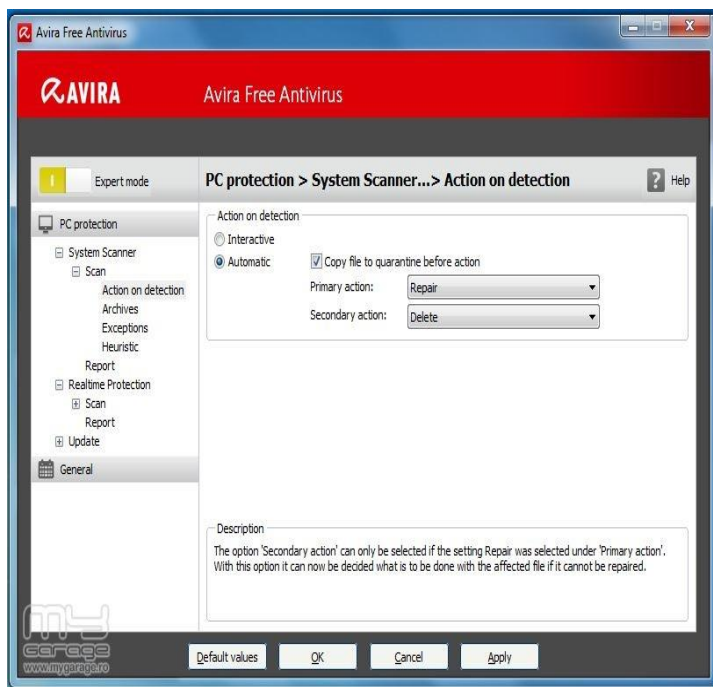 Avira Free Antivirus
AVIRA
Avira Free Antivirus
Expert mode
PC protection > System Scanner...> Action on detection
? Help
PC protection
System Scanner
Scan
Action on detection
Archives
Exceptions
Heuristic
Report
Realtime Protection
Scan
Report
Update
General
Action on detection
Interactive
Automatic
Copy file to quarantine before action
Primary action: Repair
Secondary action: Delete
Description
The option 'Secondary action' can only be selected if the setting Repair was selected under 'Primary action'.
With this option it can now be decided what is to be done with the affected file if it cannot be repaired.
my garage
www.mygarage.ro
Default values
OK
Cancel
Apply